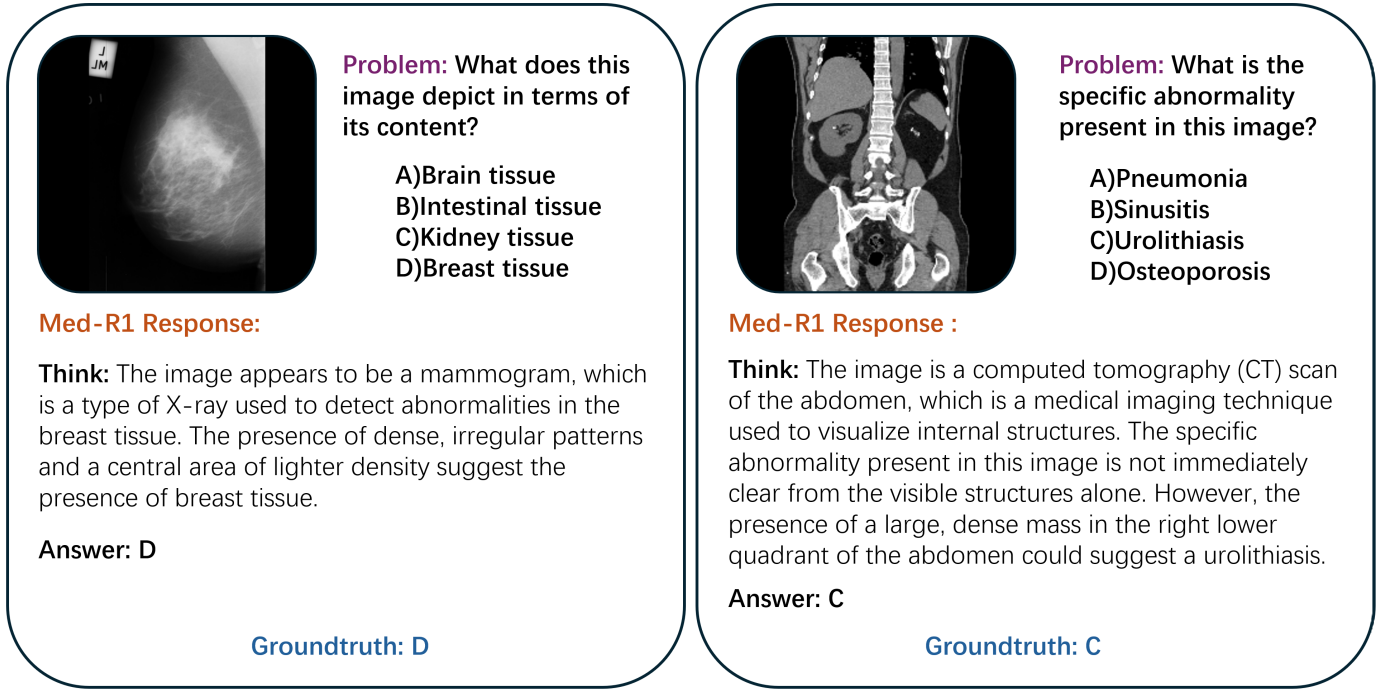 Problem: What does this
image depict in terms of
its content?
A)Brain tissue
B)Intestinal tissue
C)Kidney tissue
D)Breast tissue
Med-R1 Response:
Think: The image appears to be a mammogram, which
is a type of X-ray used to detect abnormalities in the
breast tissue. The presence of dense, irregular patterns
and a central area of lighter density suggest the
presence of breast tissue.
Answer: D
Groundtruth: D
Problem: What is the
specific abnormality
present in this image?
A)Pneumonia
B)Sinusitis
C)Urolithiasis
D)Osteoporosis
Med-R1 Response :
Think: The image is a computed tomography (CT) scan
of the abdomen, which is a medical imaging technique
used to visualize internal structures. The specific
abnormality present in this image is not immediately
clear from the visible structures alone. However, the
presence of a large, dense mass in the right lower
quadrant of the abdomen could suggest a urolithiasis.
Answer: C
Groundtruth: C